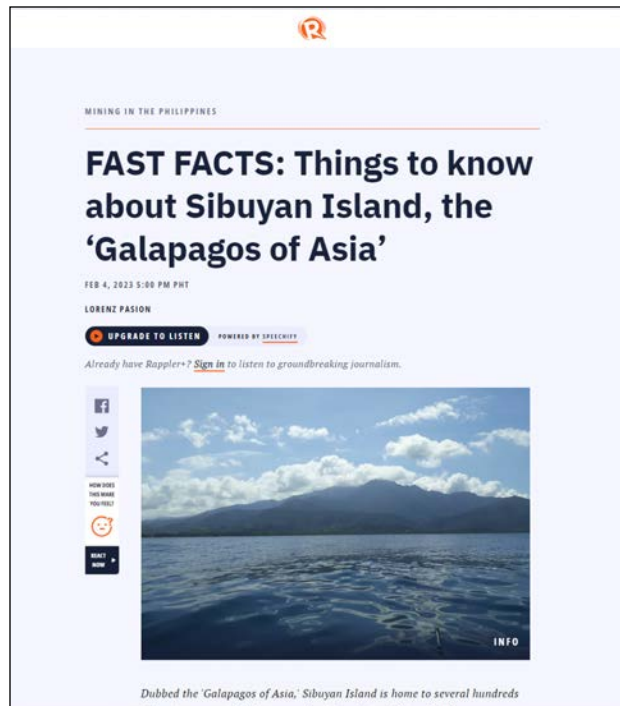 MINING IN THE PHILIPPINES
FAST FACTS: Things to know
about Sibuyan Island, the
‘Galapagos of Asia’
FEB 4, 2023 5:00 PM PHT
LORENZ PASION
UPGRADE TO LISTEN POWERED BY SPEECHIFY
Already have Rappler+? Sign in to listen to groundbreaking journalism.
HOW DOES
THIS MAKE
YOU FEEL?
REACT
NOW
INFO
Dubbed the 'Galapagos of Asia,' Sibuyan Island is home to several hundreds